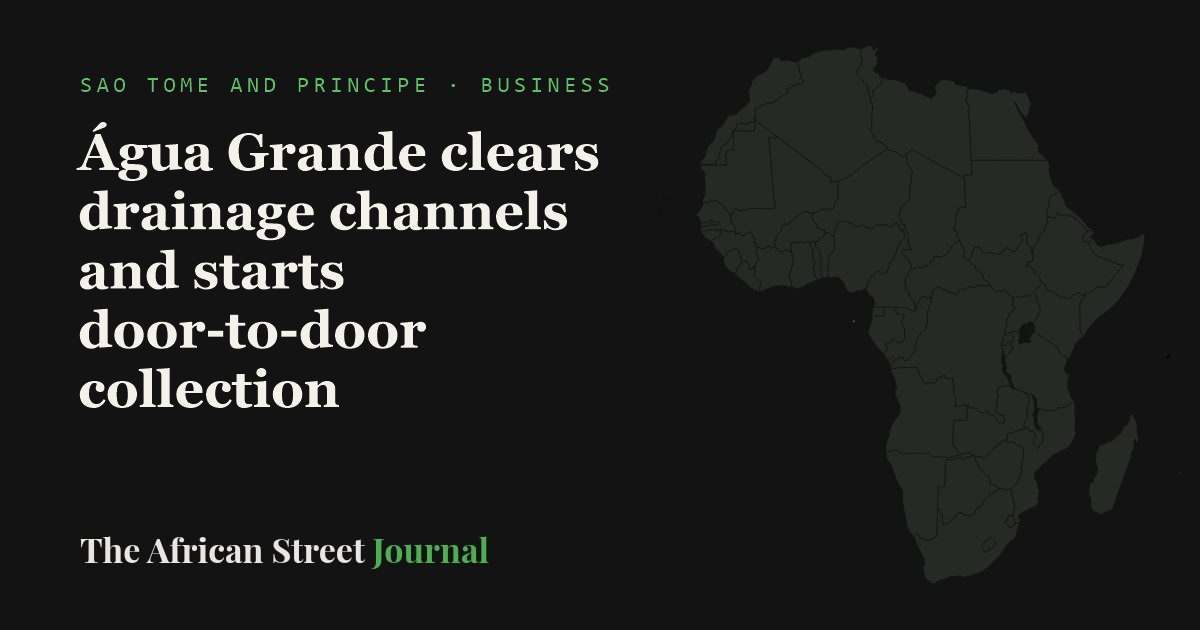 SAO TOME AND PRINCIPE · BUSINESS
Água Grande clears
drainage channels
and starts
door-to-door
collection
The African Street Journal